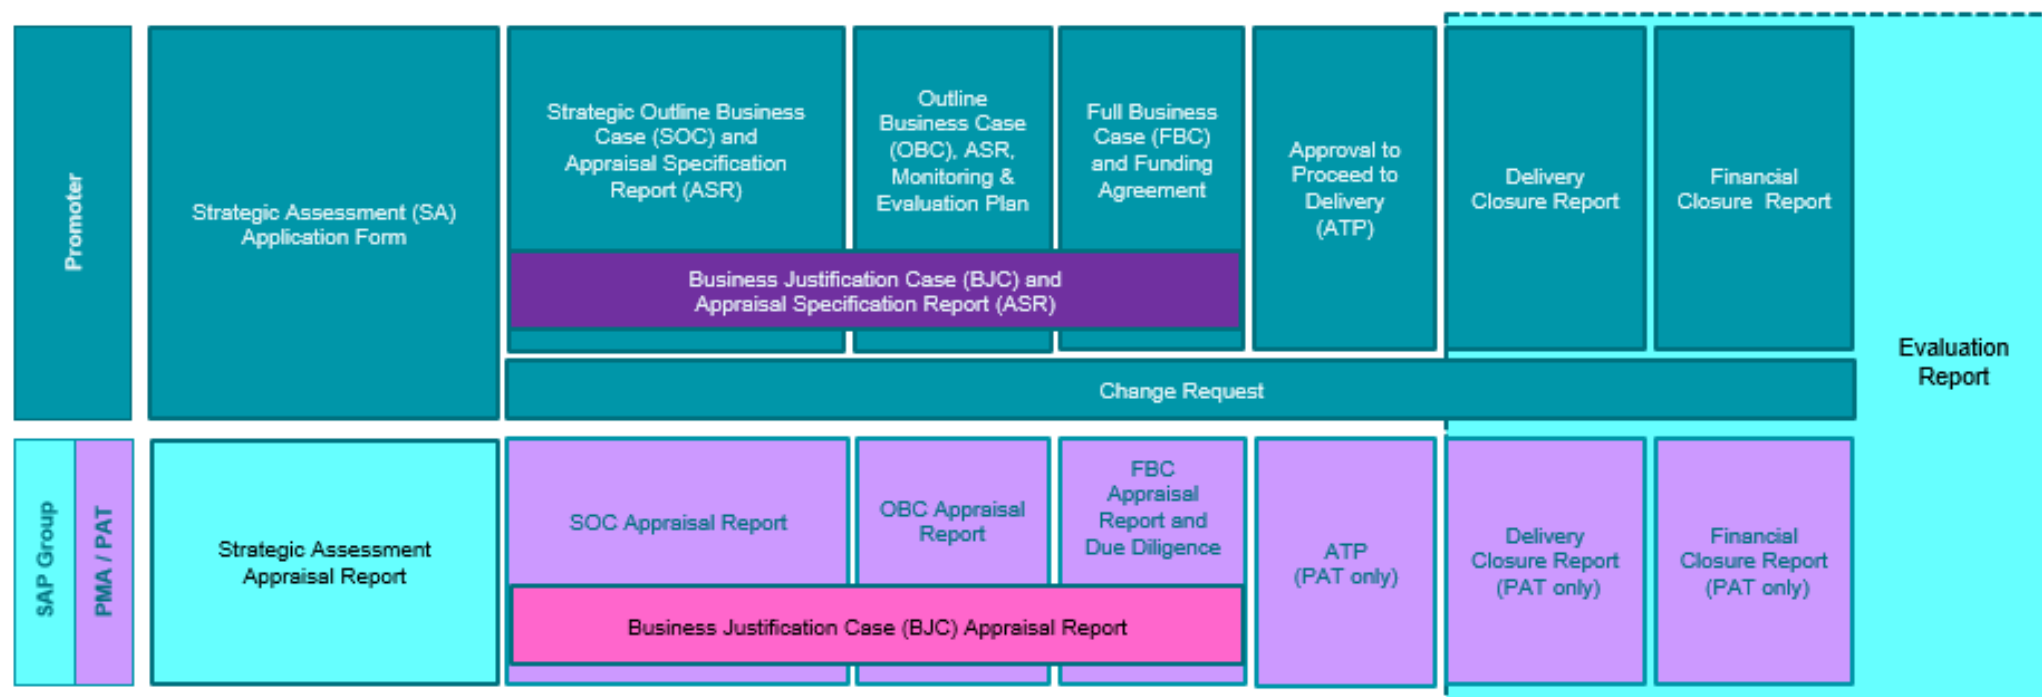 Promoter
Strategic Assessment (SA)
Application Form
Strategic Outline Business
Case (SOC) and
Appraisal Specification
Report (ASR)
Outline
Business Case
(OBC), ASR,
Monitoring &
Evaluation Plan
Full Business
Case (FBC)
and Funding
Agreement
Approval to
Proceed to
Delivery
(ATP)
Delivery
Closure Report
Financial
Closure Report
Business Justification Case (BJC) and
Appraisal Specification Report (ASR)
Change Request
Evaluation
Report
SAP Group
PMA / PAT
Strategic Assessment
Appraisal Report
SOC Appraisal Report
OBC Appraisal
Report
FBC
Appraisal
Report and
Due Diligence
ATP
(PAT only)
Delivery
Closure Report
(PAT only)
Financial
Closure Report
(PAT only)
Business Justification Case (BJC) Appraisal Report